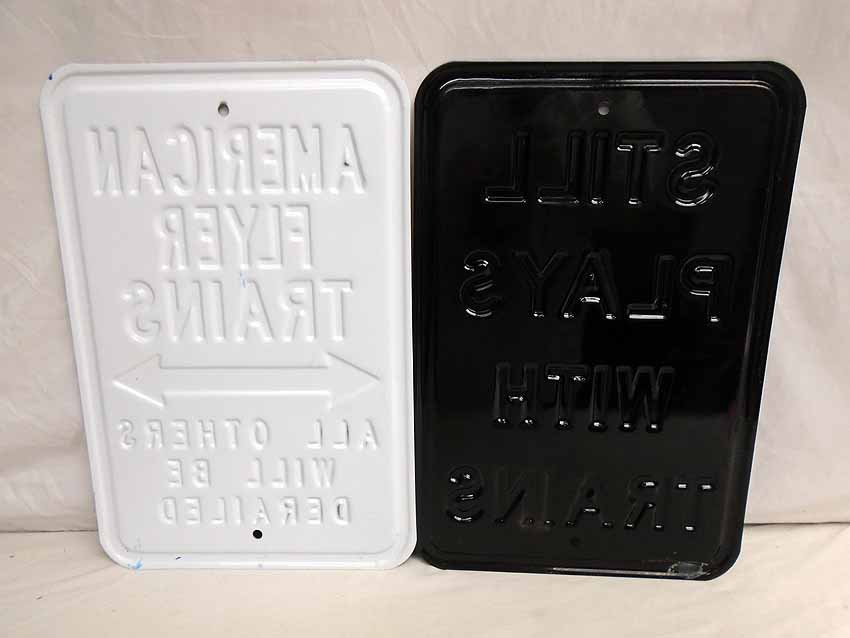 AMERICAN
FLYER
TRAINS
ALL OTHERS
WILL BE
DERAILED
STILL
PLAYS
WITH
TRAINS